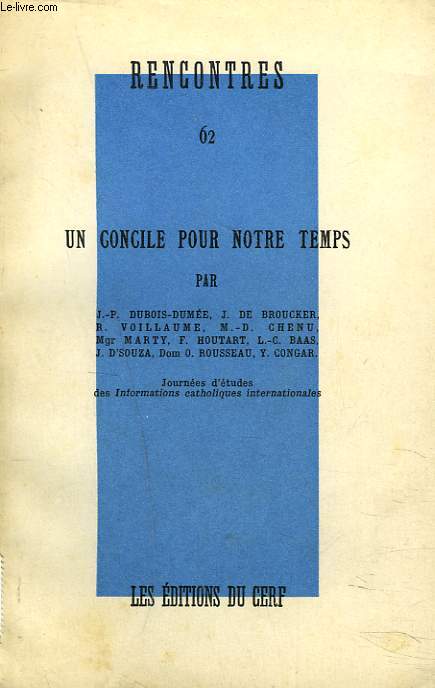 © Le-livre.com
RENCONTRES
62
UN CONCILE POUR NOTRE TEMPS
PAR
J.-P. DUBOIS-DUMÉE, J. DE BROUCKER,
R. VOILLAUME, M.-D. CHENU,
Mgr MARTY, F. HOUTART, L.-C. BAAS,
J. D'SOUZA, Dom O. ROUSSEAU, Y. CONGAR.
Journées d'études
des Informations catholiques internationales
LES ÉDITIONS DU CERF